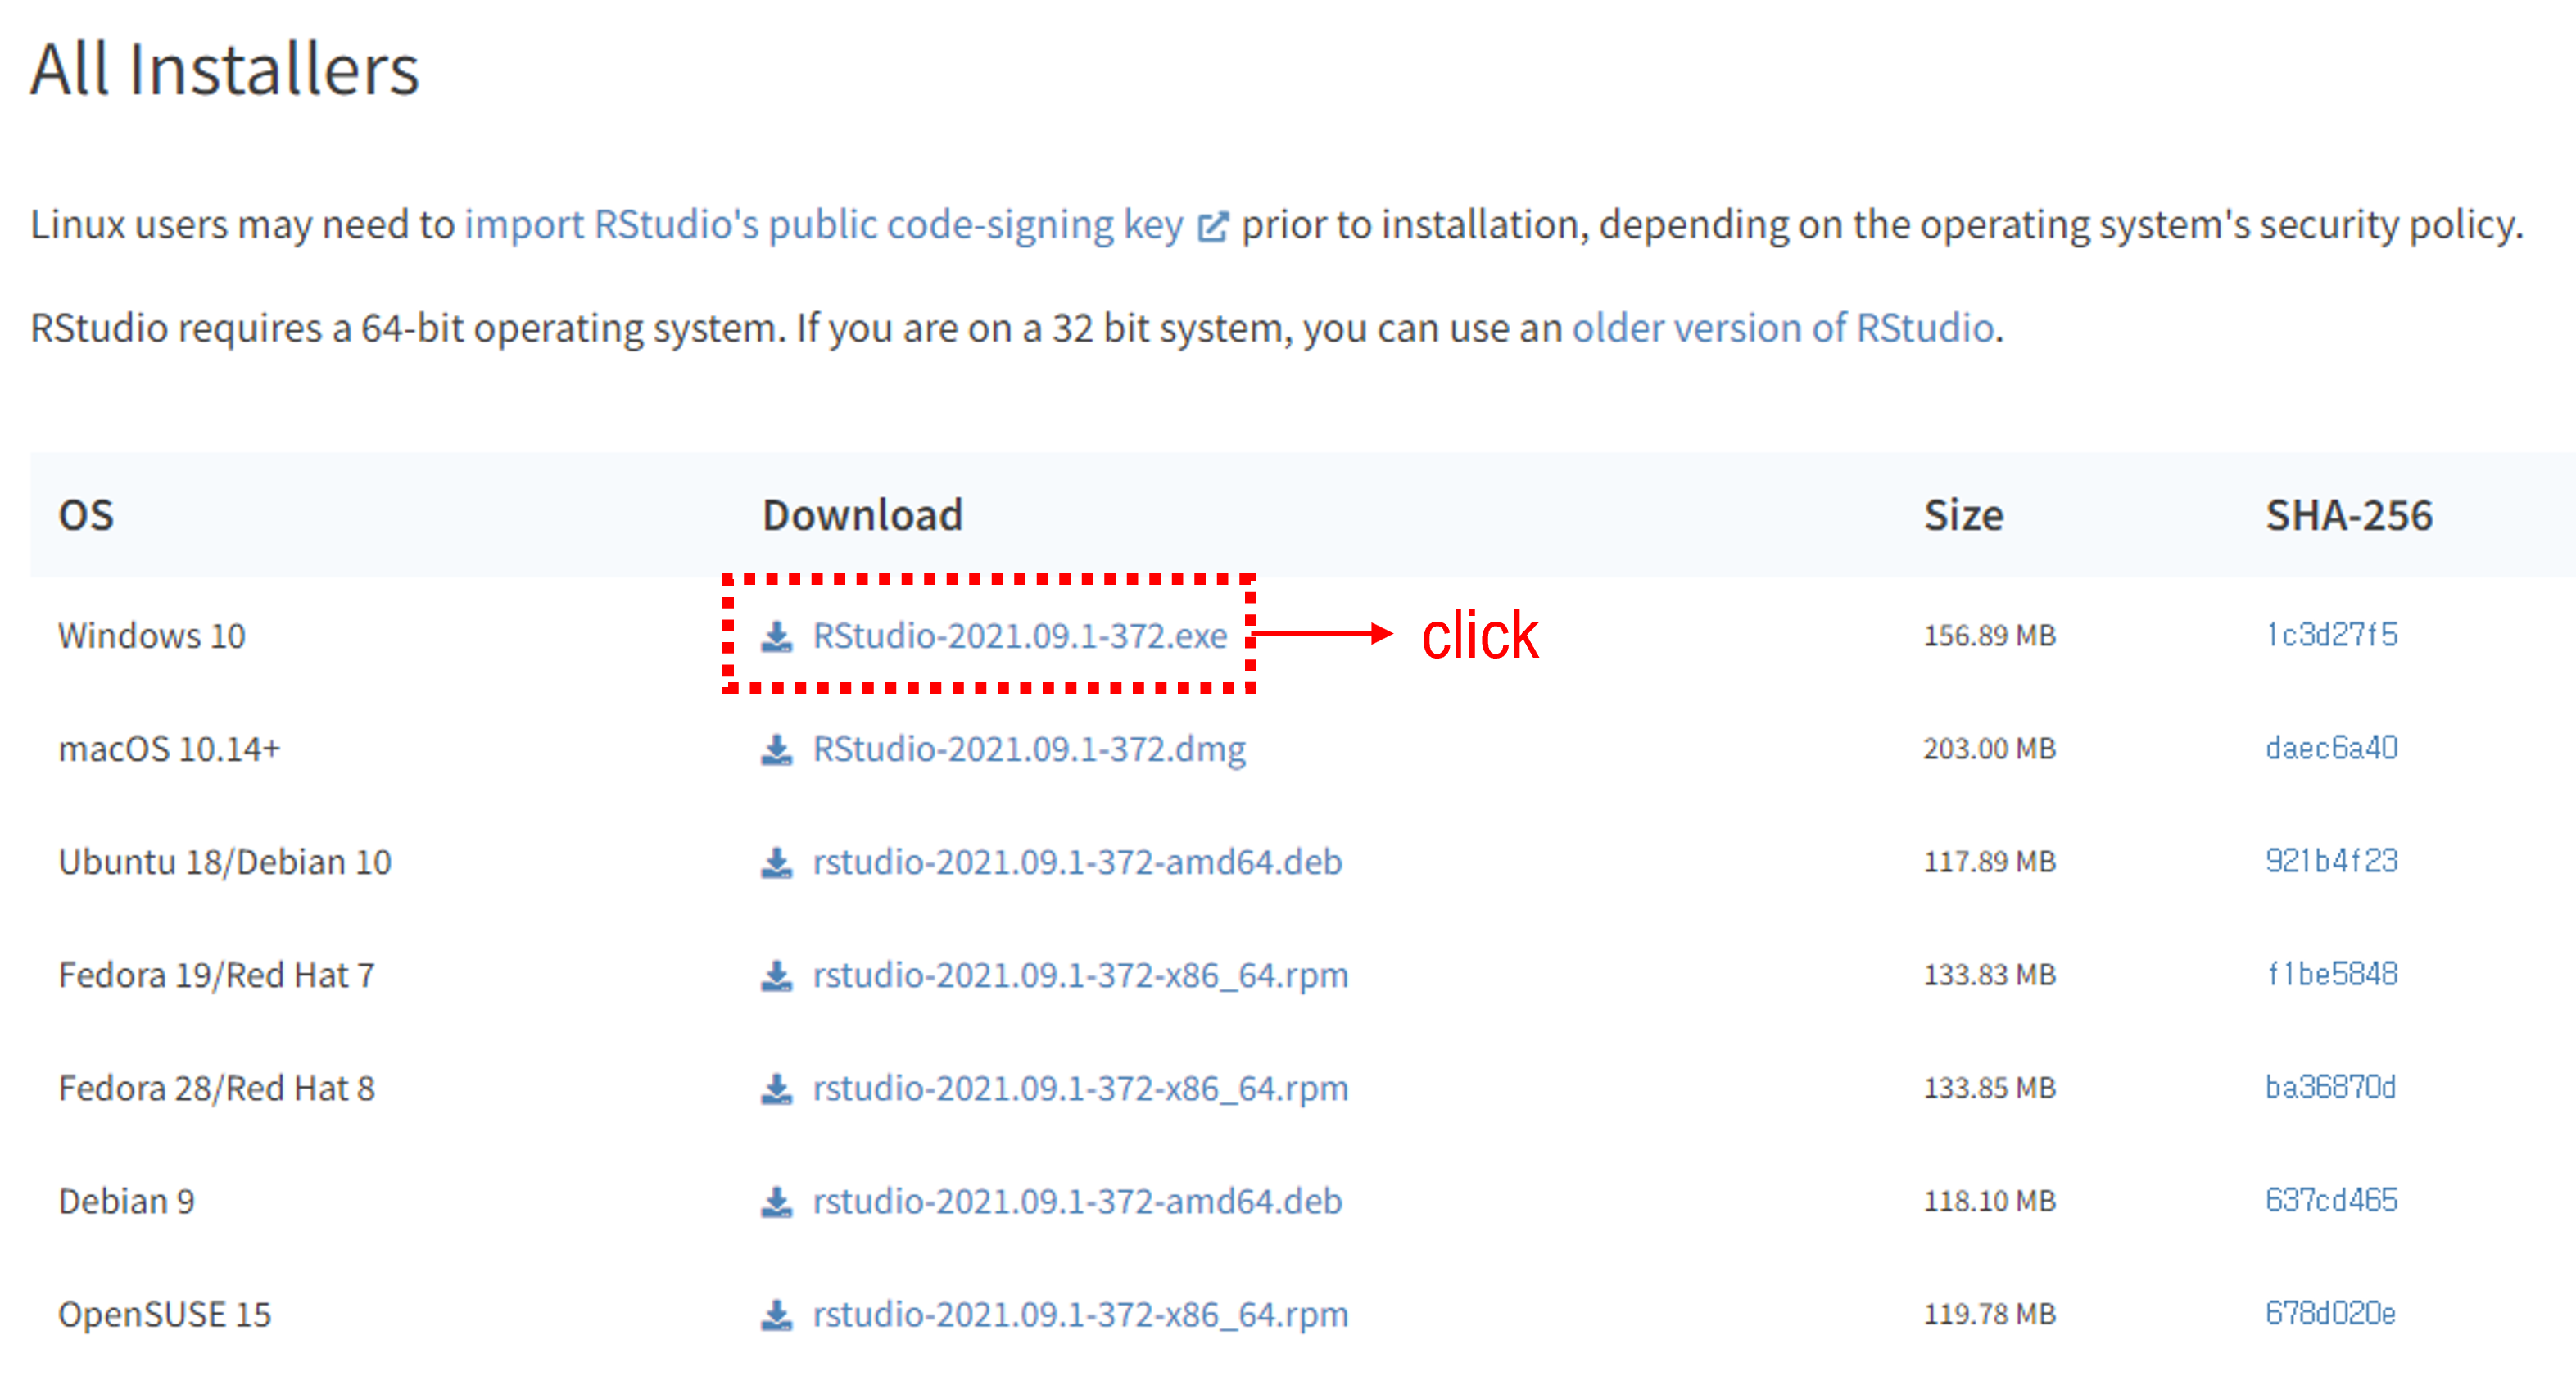 All Installers
Linux users may need to import RStudio's public code-signing key prior to installation, depending on the operating system's security policy.
RStudio requires a 64-bit operating system. If you are on a 32 bit system, you can use an older version of RStudio.
OS Download Size SHA-256
Windows 10 RStudio-2021.09.1-372.exe click 156.89 MB 1c3d27f5
macOS 10.14+ RStudio-2021.09.1-372.dmg 203.00 MB daec6a40
Ubuntu 18/Debian 10 rstudio-2021.09.1-372-amd64.deb 117.89 MB 921b4f23
Fedora 19/Red Hat 7 rstudio-2021.09.1-372-x86_64.rpm 133.83 MB f1be5848
Fedora 28/Red Hat 8 rstudio-2021.09.1-372-x86_64.rpm 133.85 MB ba36870d
Debian 9 rstudio-2021.09.1-372-amd64.deb 118.10 MB 637cd465
OpenSUSE 15 rstudio-2021.09.1-372-x86_64.rpm 119.78 MB 678d020e